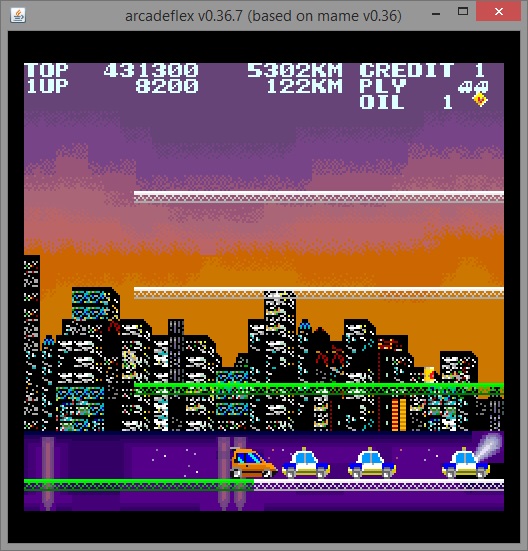 arcadeflex v0.36.7 (based on mame v0.36)
TOP 431300 5302KM CREDIT 1
1UP 8200 122KM PLY
OIL 1